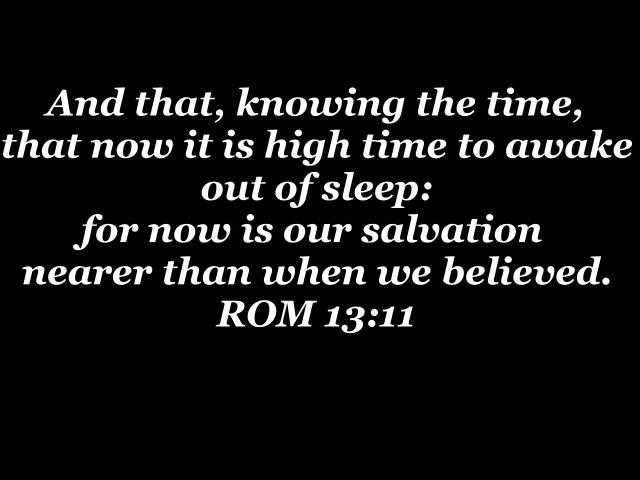 And that, knowing the time,
that now it is high time to awake
out of sleep:
for now is our salvation
nearer than when we believed.
ROM 13:11